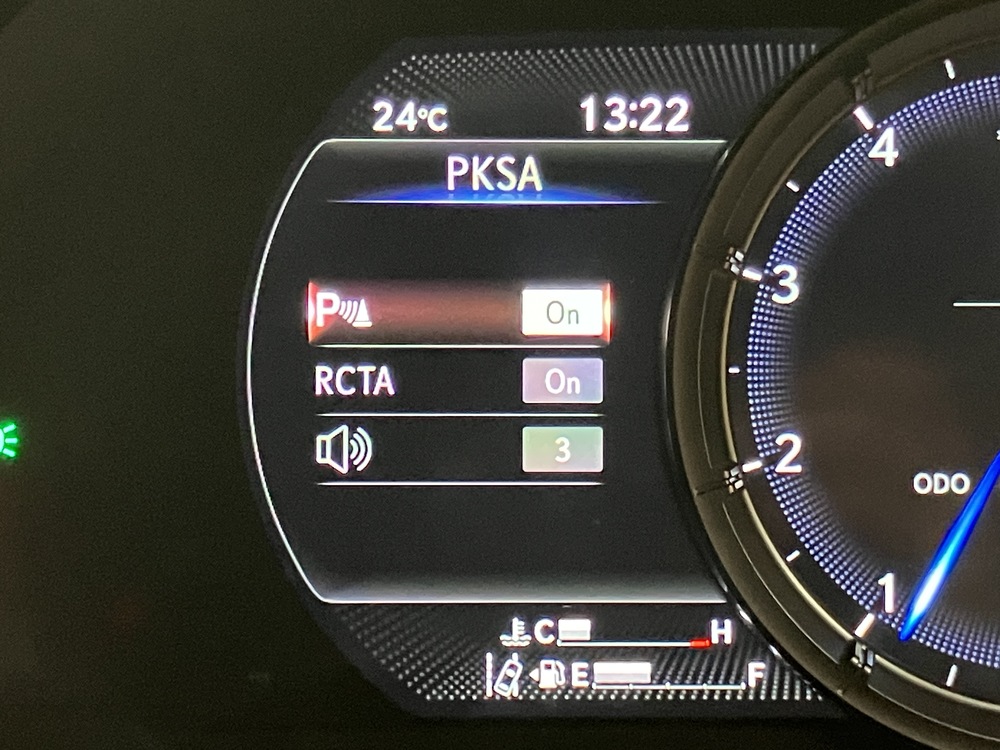 24°C 13:22
PKSA
P On
RCTA On
3
C H
E F
4
3
2
1
ODO